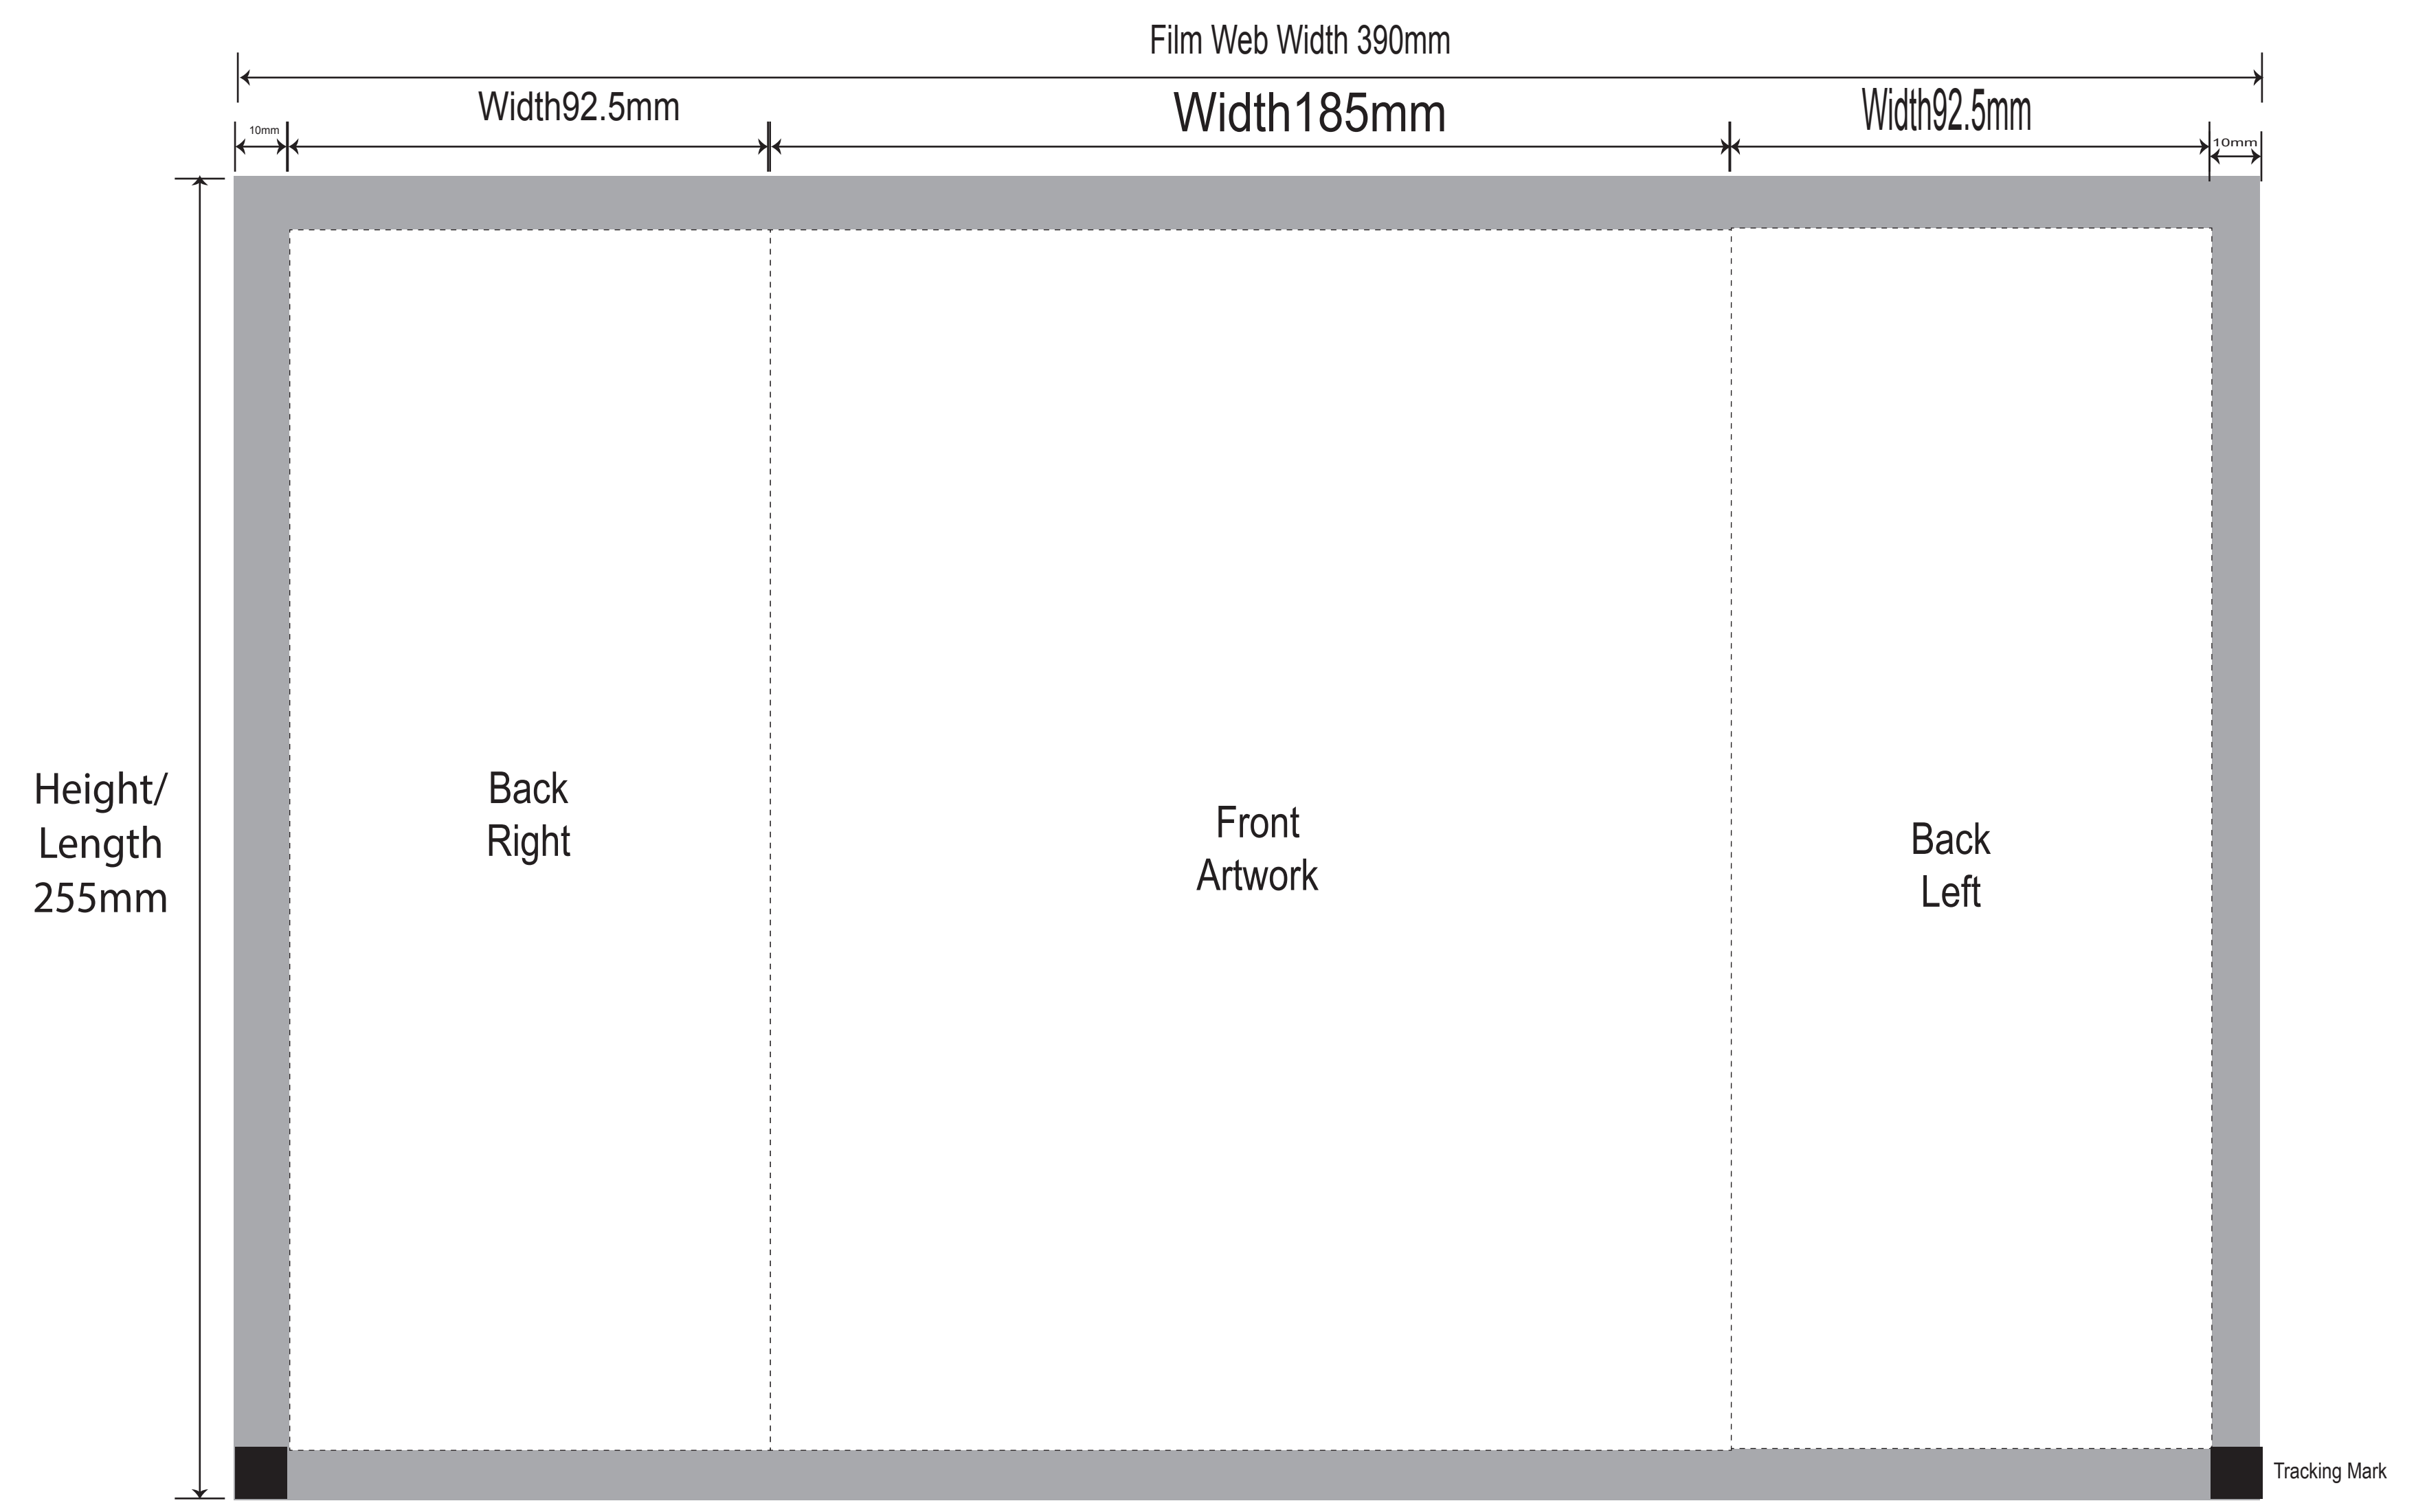 Film Web Width 390mm
Width92.5mm
Width185mm
Width92.5mm
10mm
10mm
Back
Right
Front
Artwork
Back
Left
Height/
Length
255mm
Tracking Mark